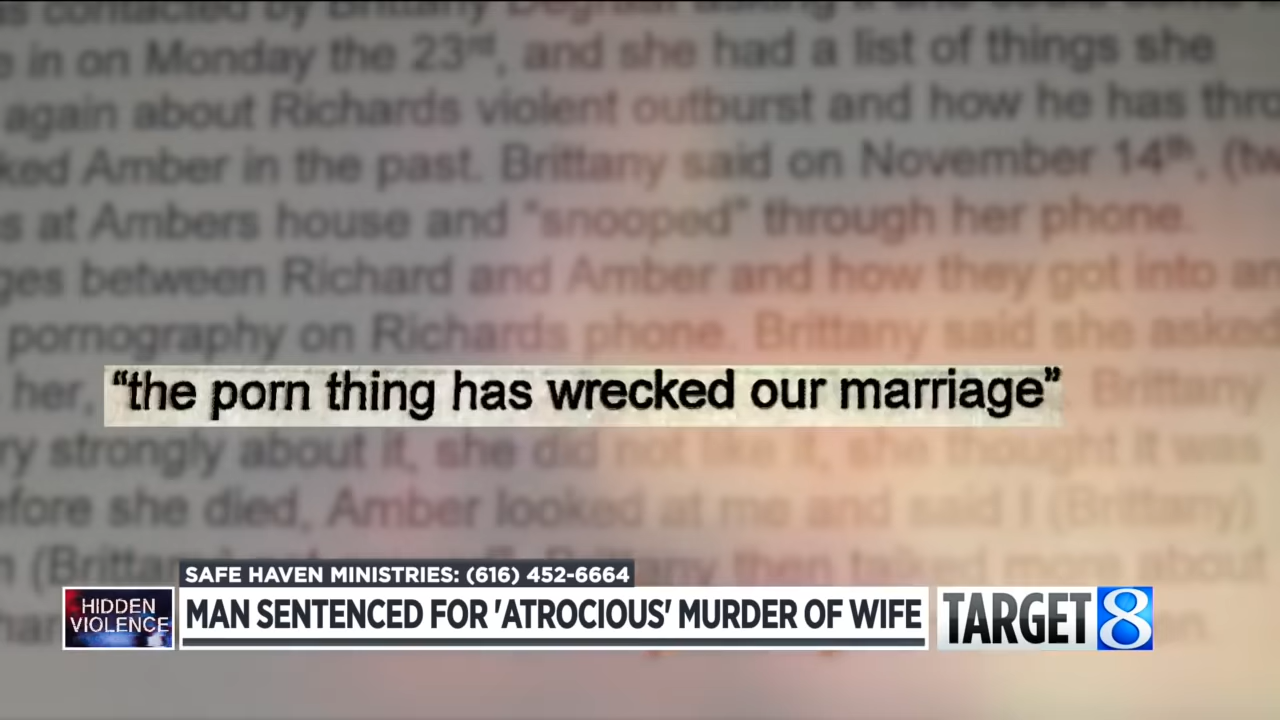 as contacted by Brittany Degraaf asking
e in on Monday the 23rd, and she had a list of things she
again about Richards violent outburst and how he has thro
ked Amber in the past. Brittany said on November 14th, (tw
s at Ambers house and "snooped" through her phone.
ges between Richard and Amber and how they got into an
pornography on Richards phone. Brittany said she asked
her, “the porn thing has wrecked our marriage” Brittany
ry strongly about it, she did not like it, she thought it was
efore she died, Amber looked at me and said I (Brittany)
Brittany then talked more about
SAFE HAVEN MINISTRIES: (616) 452-6664
HIDDEN VIOLENCE
MAN SENTENCED FOR 'ATROCIOUS' MURDER OF WIFE
TARGET 8